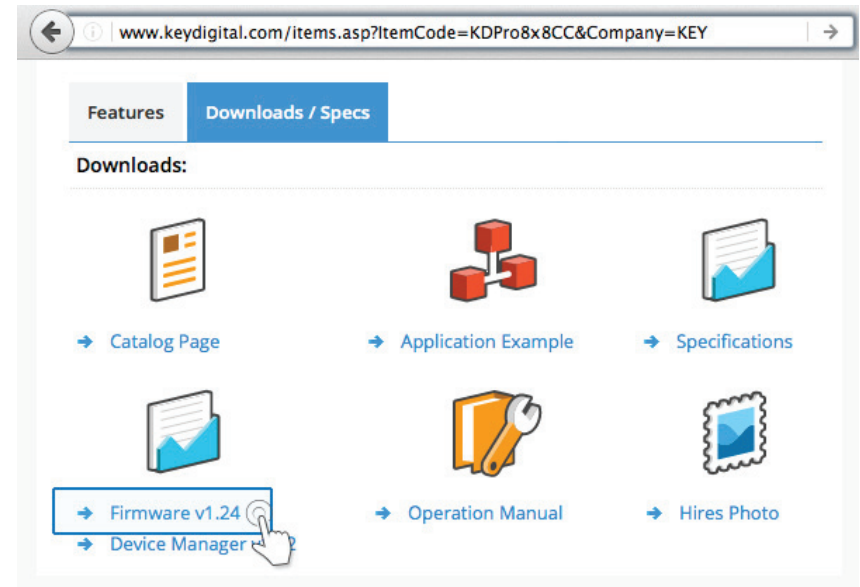 www.keydigital.com/items.asp?ItemCode=KDPro8x8CC&Company=KEY
Features Downloads / Specs
Downloads:
Catalog Page Application Example Specifications
Firmware v1.24 Operation Manual Hires Photo
Device Manager